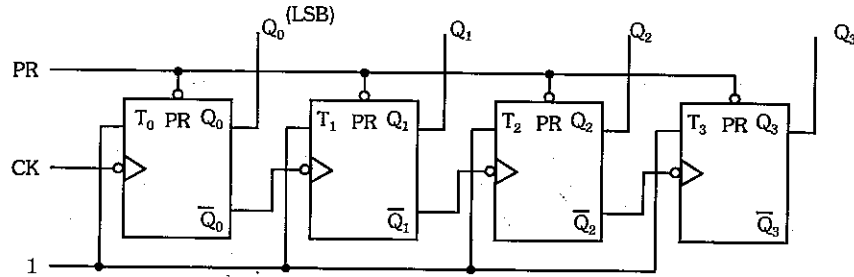 Q₀ (LSB) Q₁ Q₂ Q₃
PR
T₀ PR Q₀ T₁ PR Q₁ T₂ PR Q₂ T₃ PR Q₃
CK
Q̅₀ Q̅₁ Q̅₂ Q̅₃
1